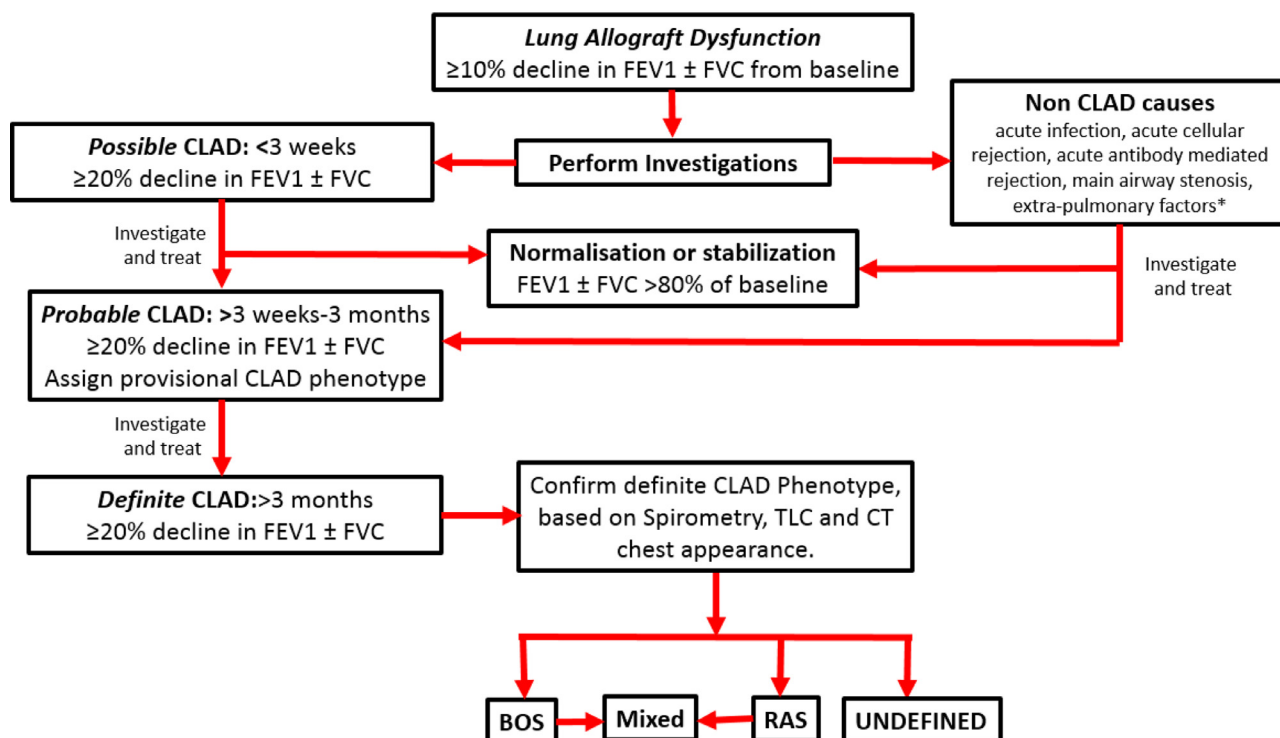 Lung Allograft Dysfunction
≥10% decline in FEV1 ± FVC from baseline
Non CLAD causes
acute infection, acute cellular
rejection, acute antibody mediated
rejection, main airway stenosis,
extra-pulmonary factors*
Possible CLAD: <3 weeks
≥20% decline in FEV1 ± FVC
Perform Investigations
Investigate
and treat
Normalisation or stabilization
FEV1 ± FVC >80% of baseline
Investigate
and treat
Probable CLAD: >3 weeks-3 months
≥20% decline in FEV1 ± FVC
Assign provisional CLAD phenotype
Investigate
and treat
Definite CLAD:>3 months
≥20% decline in FEV1 ± FVC
Confirm definite CLAD Phenotype,
based on Spirometry, TLC and CT
chest appearance.
BOS
Mixed
RAS
UNDEFINED